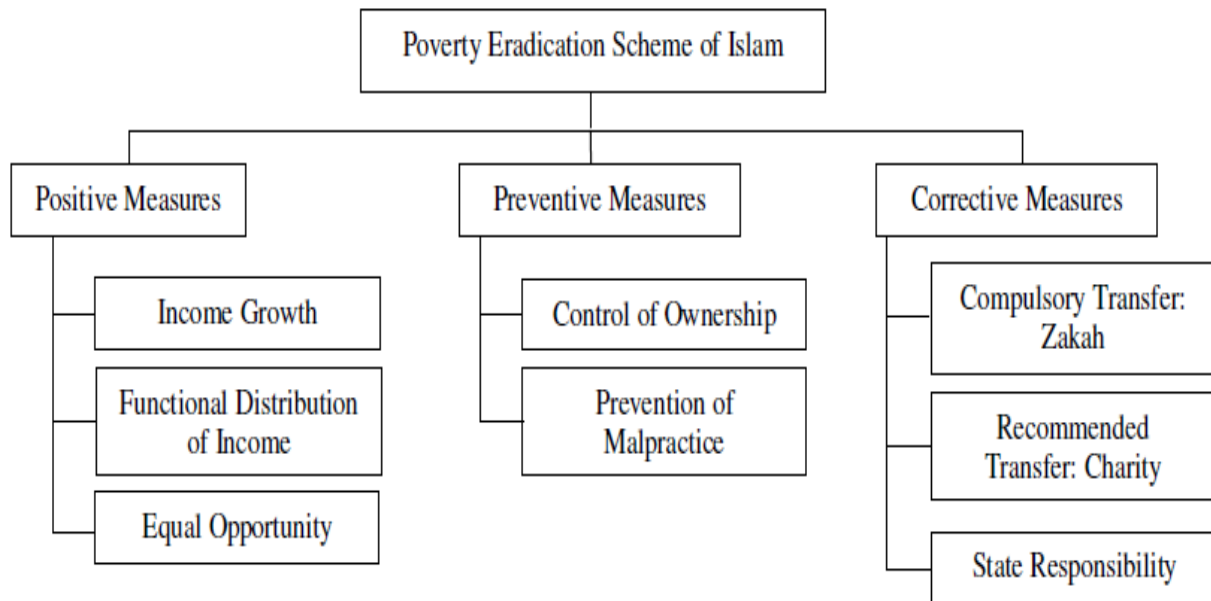 Poverty Eradication Scheme of Islam
Positive Measures
Income Growth
Functional Distribution
of Income
Equal Opportunity
Preventive Measures
Control of Ownership
Prevention of
Malpractice
Corrective Measures
Compulsory Transfer:
Zakah
Recommended
Transfer: Charity
State Responsibility